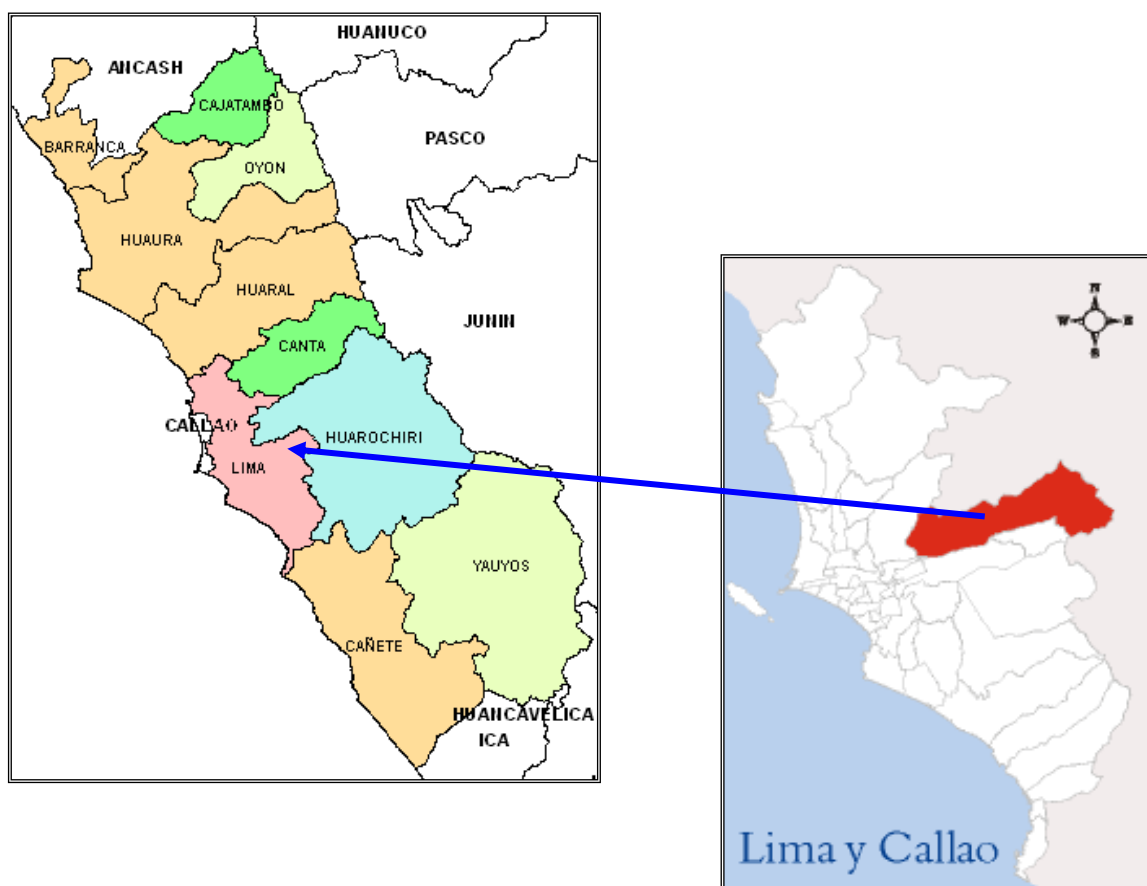 HUANUCO
ANCASH
CAJATAMBO
PASCO
BARRANCA
OYON
HUAURA
HUARAL
JUNIN
CANTA
CALLAO
HUAROCHIRI
LIMA
YAUYOS
CAÑETE
HUANCAVELICA
ICA
N
W E
S
Lima y Callao